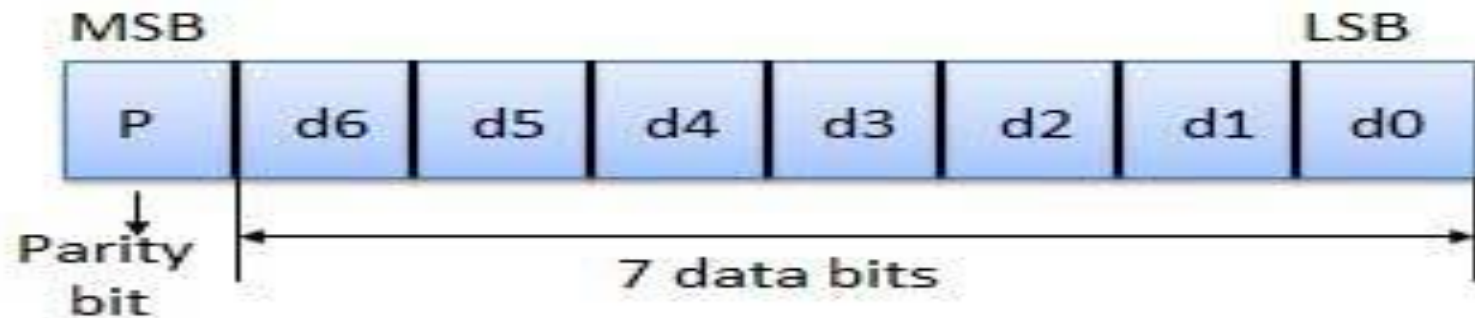 MSB LSB
P d6 d5 d4 d3 d2 d1 d0
Parity
bit
7 data bits